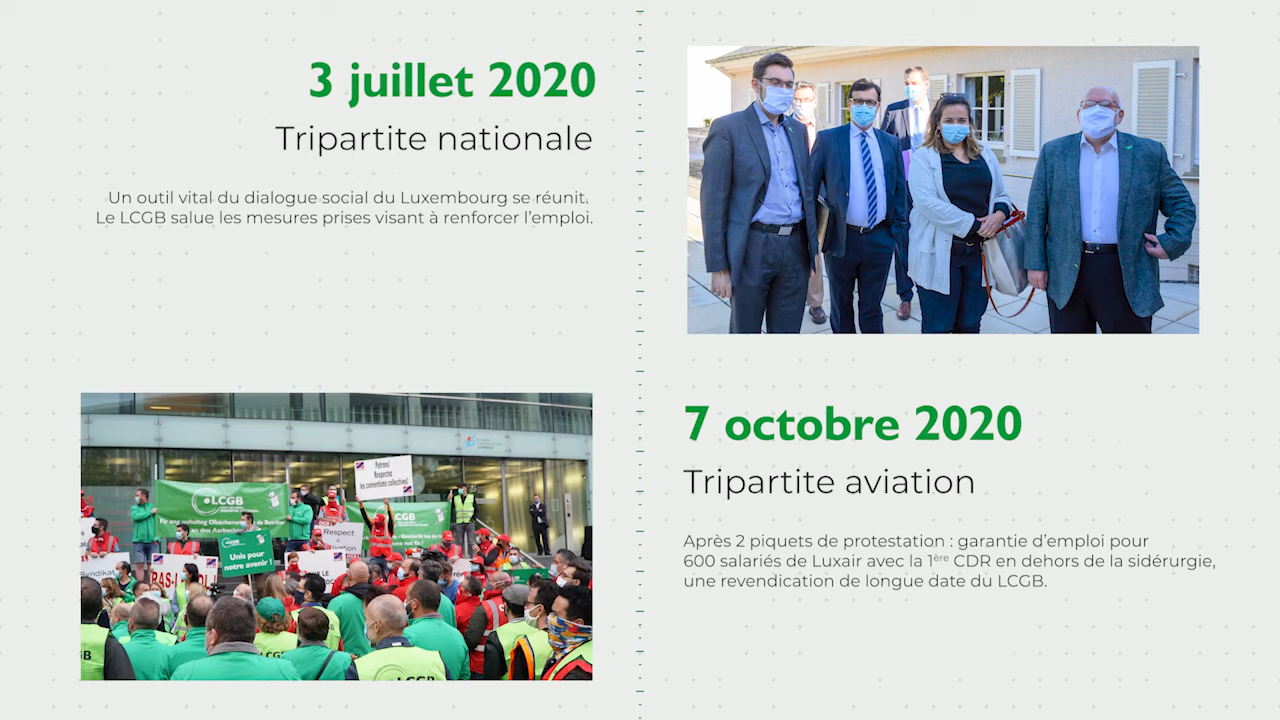 3 juillet 2020
Tripartite nationale
Un outil vital du dialogue social du Luxembourg se réunit.
Le LCGB salue les mesures prises visant à renforcer l’emploi.
7 octobre 2020
Tripartite aviation
Après 2 piquets de protestation : garantie d’emploi pour
600 salariés de Luxair avec la 1ère CDR en dehors de la sidérurgie,
une revendication de longue date du LCGB.
Patrons!
Respectez
les conventions collectives!
LCGB
LCGB
Respect
Unis pour
notre avenir !